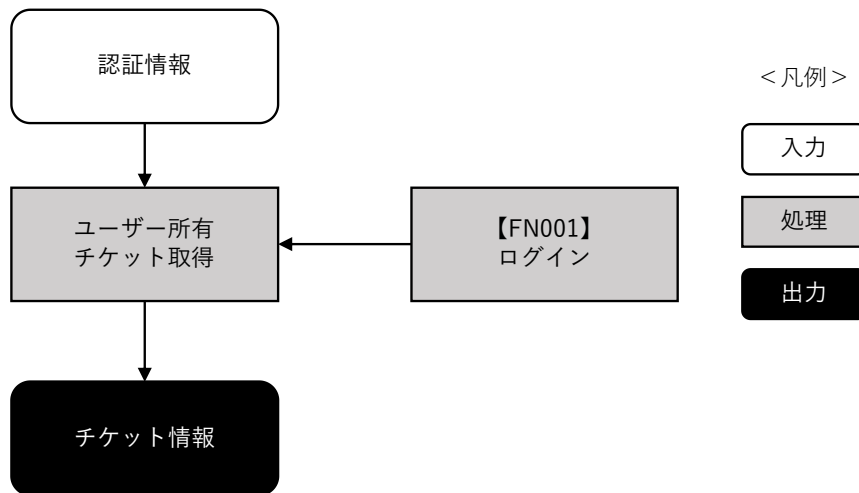 認証情報
＜凡例＞
入力
ユーザー所有
チケット取得
【FN001】
ログイン
処理
出力
チケット情報